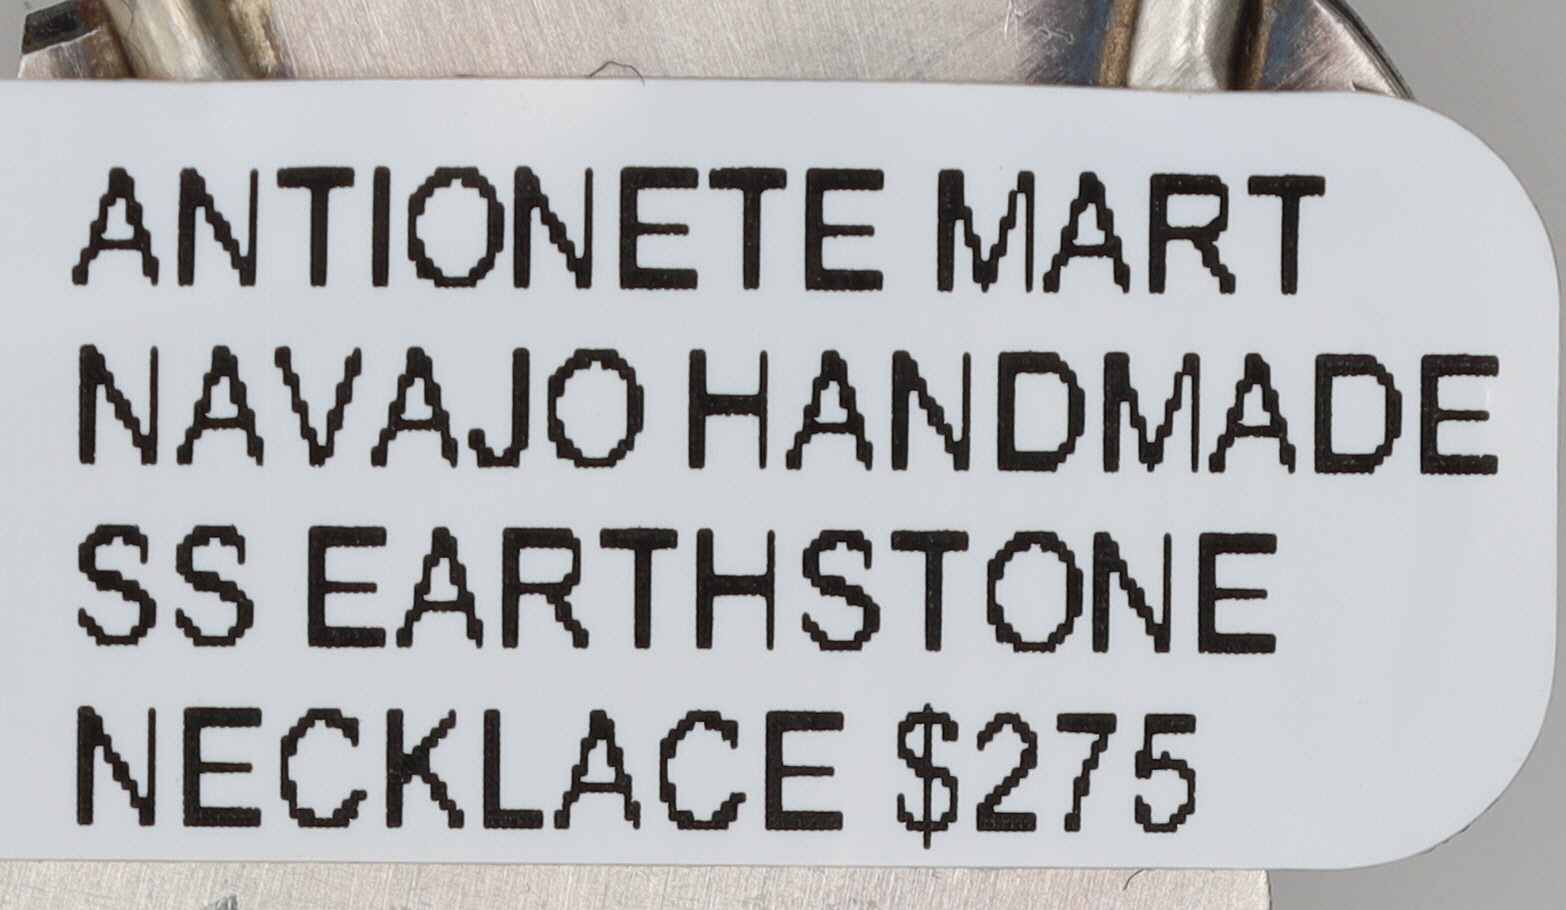 ANTIONETE MART
NAVAJO HANDMADE
SS EARTHSTONE
NECKLACE $275